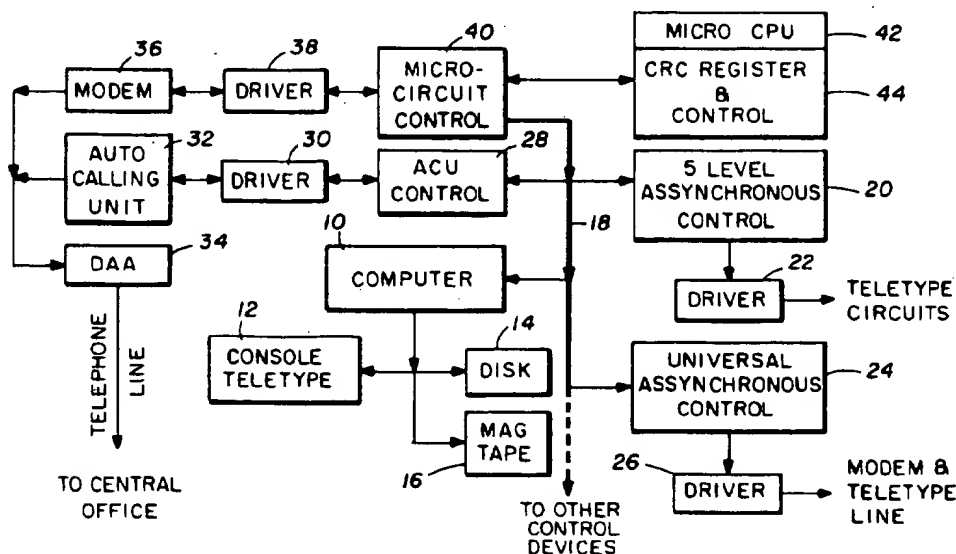 36
38
40
MICRO CPU
42
MODEM
DRIVER
MICRO-
CIRCUIT
CONTROL
CRC REGISTER
&
CONTROL
44
32
30
28
AUTO
CALLING
UNIT
DRIVER
ACU
CONTROL
5 LEVEL
ASSYNCHRONOUS
CONTROL
20
34
10
18
DAA
COMPUTER
22
DRIVER
TELETYPE
CIRCUITS
12
14
TELEPHONE
LINE
CONSOLE
TELETYPE
DISK
UNIVERSAL
ASSYNCHRONOUS
CONTROL
24
MAG
TAPE
16
26
DRIVER
MODEM &
TELETYPE
LINE
TO CENTRAL
OFFICE
TO OTHER
CONTROL
DEVICES